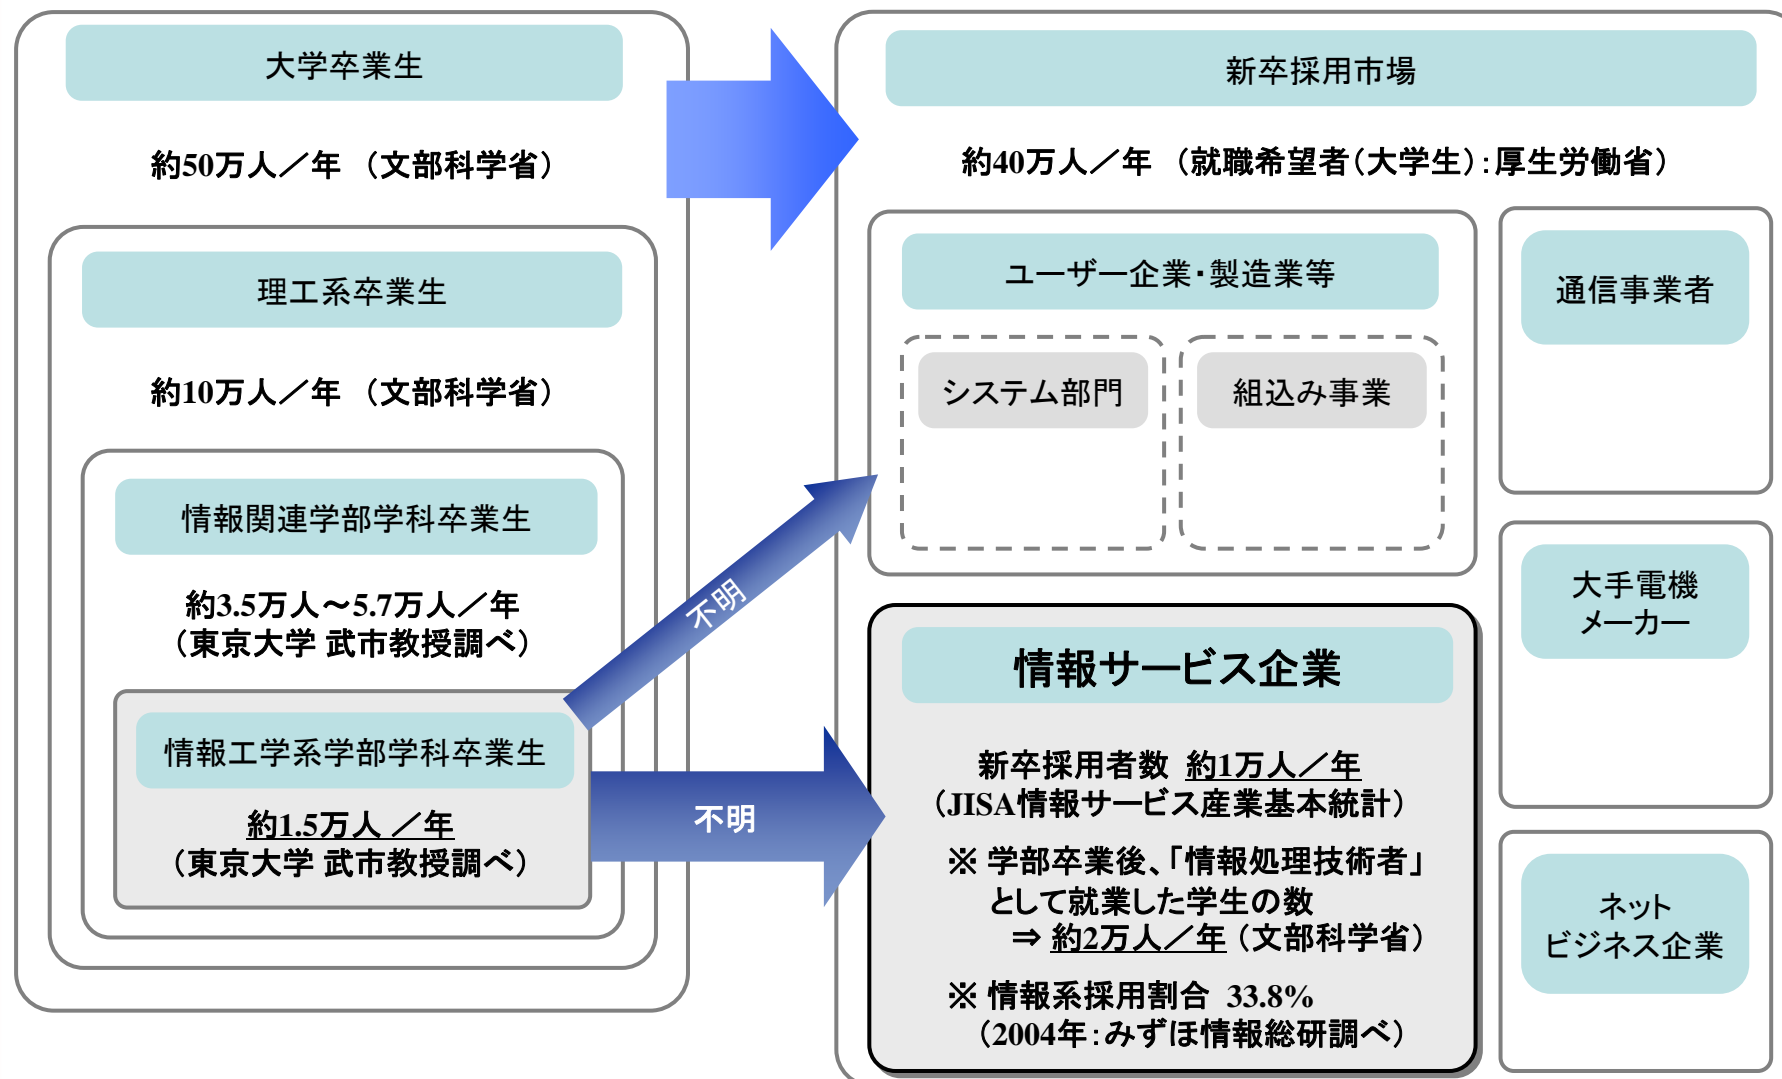 大学卒業生
約50万人／年 （文部科学省）
理工系卒業生
約10万人／年 （文部科学省）
情報関連学部学科卒業生
約3.5万人～5.7万人／年
（東京大学 武市教授調べ）
情報工学系学部学科卒業生
約1.5万人 ／年
（東京大学 武市教授調べ）
不明
不明
新卒採用市場
約40万人／年 （就職希望者（大学生）：厚生労働省）
ユーザー企業・製造業等
システム部門
組込み事業
情報サービス企業
新卒採用者数 約1万人／年
（JISA情報サービス産業基本統計）
※ 学部卒業後、「情報処理技術者」
として就業した学生の数
⇒ 約2万人／年 （文部科学省）
※ 情報系採用割合 33.8%
（2004年：みずほ情報総研調べ）
通信事業者
大手電機
メーカー
ネット
ビジネス企業